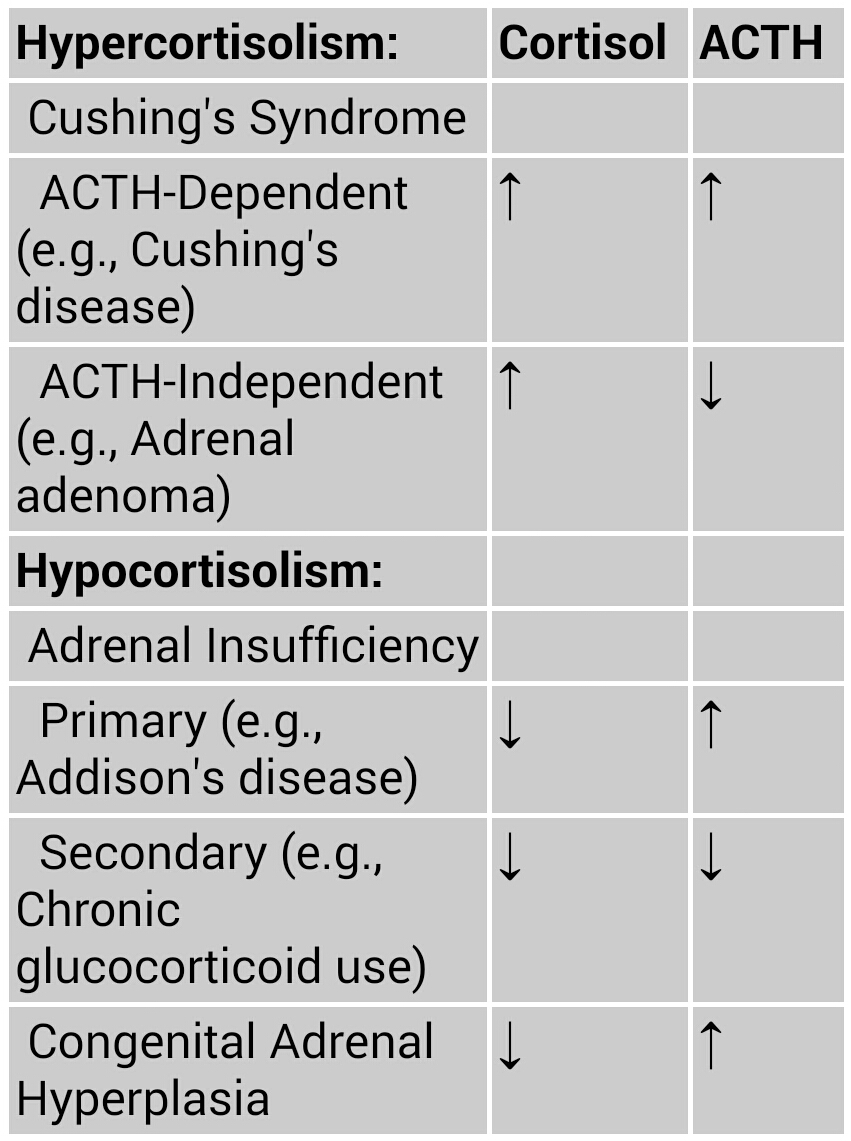 Hypercortisolism: Cortisol ACTH
Cushing's Syndrome
ACTH-Dependent ↑ ↑
(e.g., Cushing's
disease)
ACTH-Independent ↑ ↓
(e.g., Adrenal
adenoma)
Hypocortisolism:
Adrenal Insufficiency
Primary (e.g., ↓ ↑
Addison's disease)
Secondary (e.g., ↓ ↓
Chronic
glucocorticoid use)
Congenital Adrenal ↓ ↑
Hyperplasia